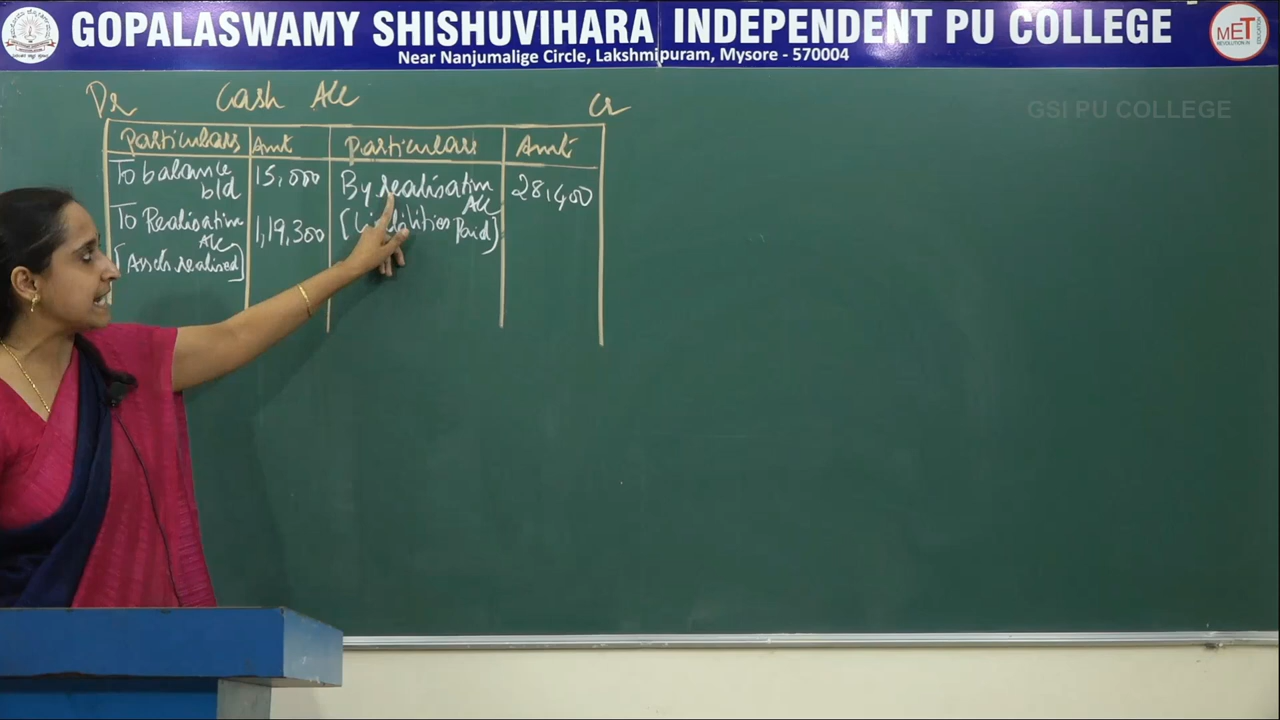 GOPALASWAMY SHISHUVIHARA INDEPENDENT PU COLLEGE
Near Nanjumalige Circle, Lakshmipuram, Mysore - 570004
MET
GSI PU COLLEGE
Dr Cash A/c Cr
Particulars Amt Particulars Amt
To balance b/d 15,000 By realisation A/c 28,400
To Realisation A/c 1,19,300 [Liabilities Paid]
[Assets realised]